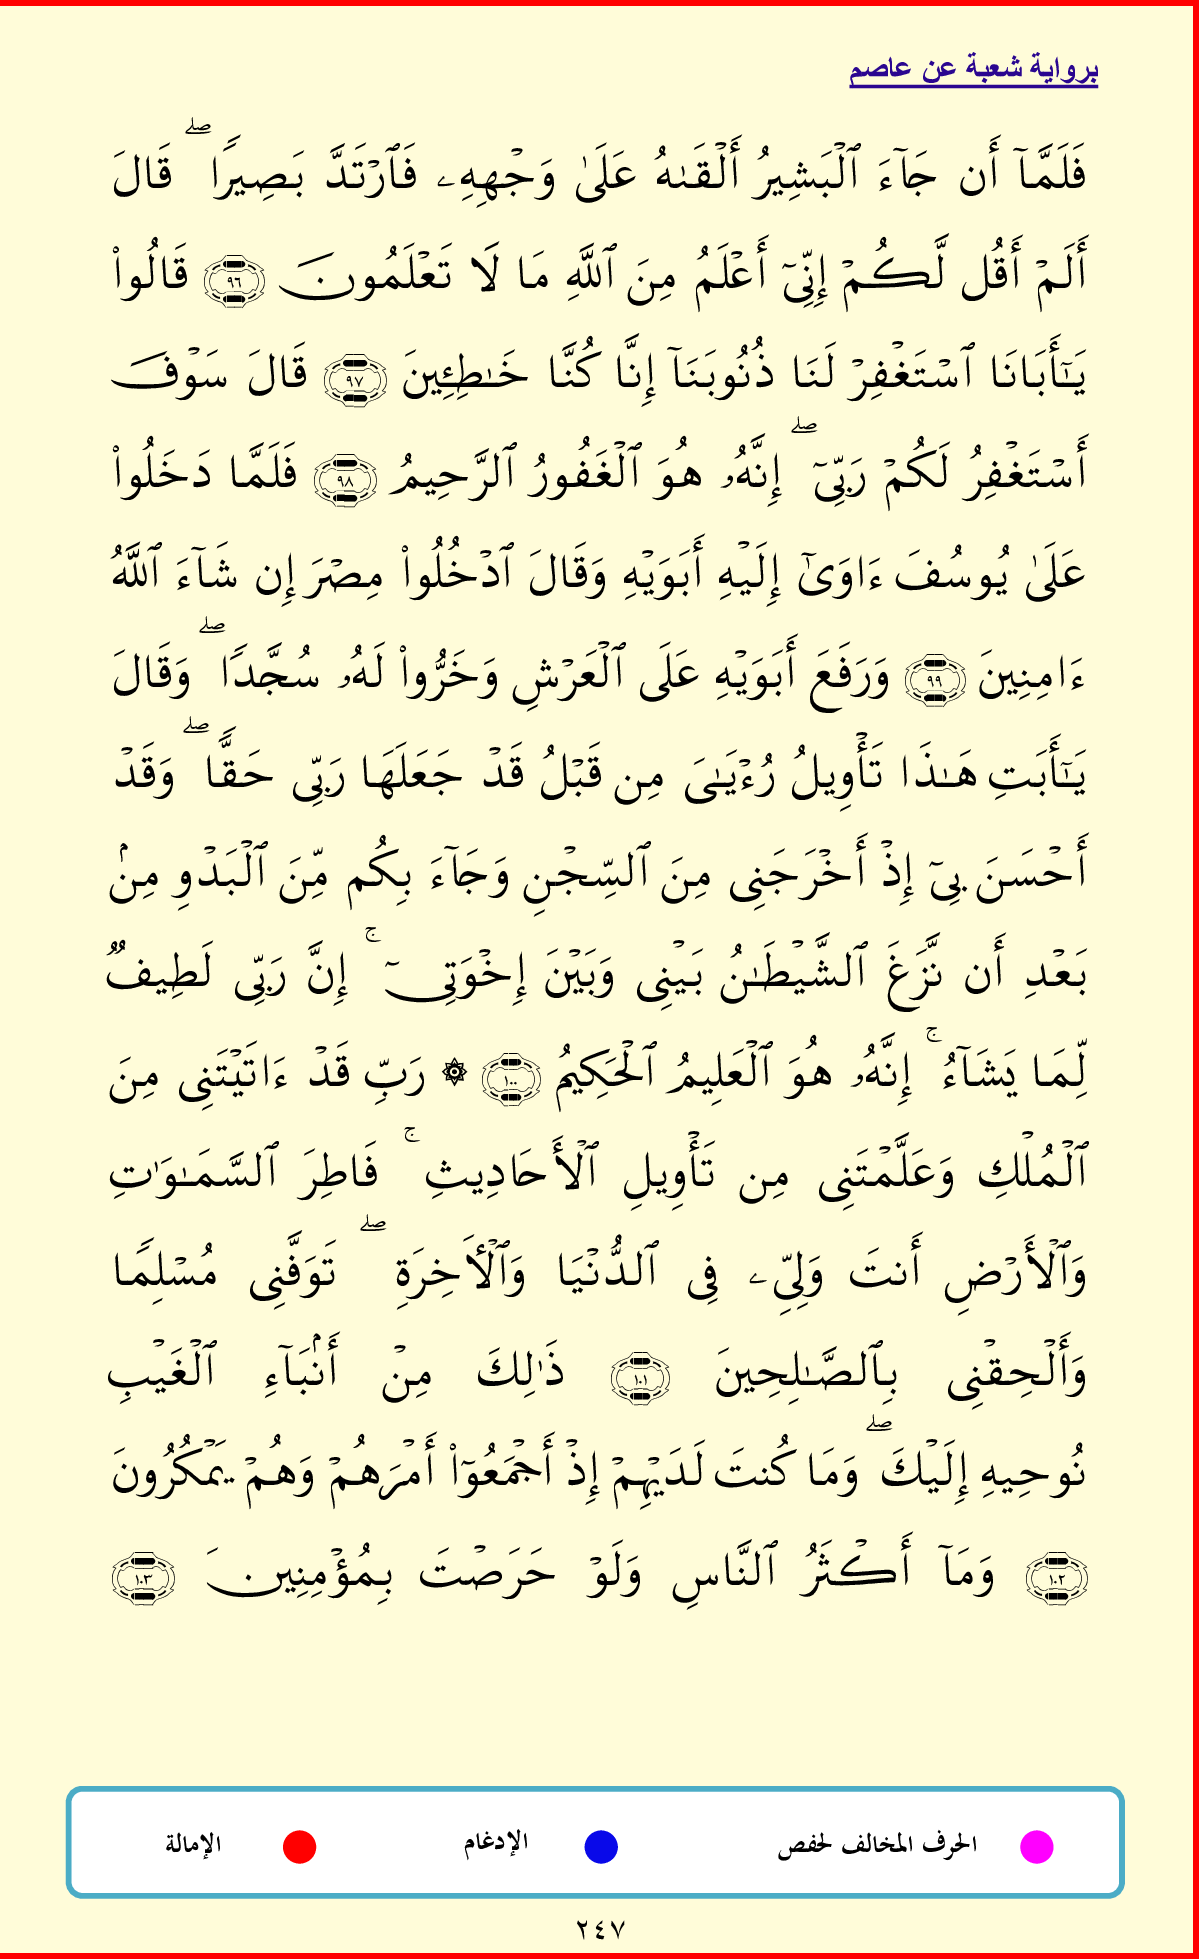 برواية شعبة عن عاصم
فَلَمَّآ أَن جَآءَ ٱلْبَشِيرُ أَلْقَىٰهُ عَلَىٰ وَجْهِهِۦ فَٱرْتَدَّ بَصِيرًا ۖ قَالَ
أَلَمْ أَقُل لَّكُمْ إِنِّىٓ أَعْلَمُ مِنَ ٱللَّهِ مَا لَا تَعْلَمُونَ ٩٦ قَالُوا۟
يَـٰٓأَبَانَا ٱسْتَغْفِرْ لَنَا ذُنُوبَنَآ إِنَّا كُنَّا خَـٰطِـِٔينَ ٩٧ قَالَ سَوْفَ
أَسْتَغْفِرُ لَكُمْ رَبِّىٓ ۖ إِنَّهُۥ هُوَ ٱلْغَفُورُ ٱلرَّحِيمُ ٩٨ فَلَمَّا دَخَلُوا۟
عَلَىٰ يُوسُفَ ءَاوَىٰٓ إِلَيْهِ أَبَوَيْهِ وَقَالَ ٱدْخُلُوا۟ مِصْرَ إِن شَآءَ ٱللَّهُ
ءَامِنِينَ ٩٩ وَرَفَعَ أَبَوَيْهِ عَلَى ٱلْعَرْشِ وَخَرُّوا۟ لَهُۥ سُجَّدًا ۖ وَقَالَ
يَـٰٓأَبَتِ هَـٰذَا تَأْوِيلُ رُءْيَـٰىَ مِن قَبْلُ قَدْ جَعَلَهَا رَبِّى حَقًّا ۖ وَقَدْ
أَحْسَنَ بِىٓ إِذْ أَخْرَجَنِى مِنَ ٱلسِّجْنِ وَجَآءَ بِكُم مِّنَ ٱلْبَدْوِ مِنۢ
بَعْدِ أَن نَّزَغَ ٱلشَّيْطَـٰنُ بَيْنِى وَبَيْنَ إِخْوَتِىٓ ۚ إِنَّ رَبِّى لَطِيفٌ
لِّمَا يَشَآءُ ۚ إِنَّهُۥ هُوَ ٱلْعَلِيمُ ٱلْحَكِيمُ ١٠٠ ۞ رَبِّ قَدْ ءَاتَيْتَنِى مِنَ
ٱلْمُلْكِ وَعَلَّمْتَنِى مِن تَأْوِيلِ ٱلْأَحَادِيثِ ۚ فَاطِرَ ٱلسَّمَـٰوَٰتِ
وَٱلْأَرْضِ أَنتَ وَلِىِّۦ فِى ٱلدُّنْيَا وَٱلْـَٔاخِرَةِ ۖ تَوَفَّنِى مُسْلِمًا
وَأَلْحِقْنِى بِٱلصَّـٰلِحِينَ ١٠١ ذَٰلِكَ مِنْ أَنۢبَآءِ ٱلْغَيْبِ
نُوحِيهِ إِلَيْكَ ۖ وَمَا كُنتَ لَدَيْهِمْ إِذْ أَجْمَعُوٓا۟ أَمْرَهُمْ وَهُمْ يَمْكُرُونَ
١٠٢ وَمَآ أَكْثَرُ ٱلنَّاسِ وَلَوْ حَرَصْتَ بِمُؤْمِنِينَ ١٠٣
الحرف المخالف لحفص الإدغام الإمالة
٢٤٧